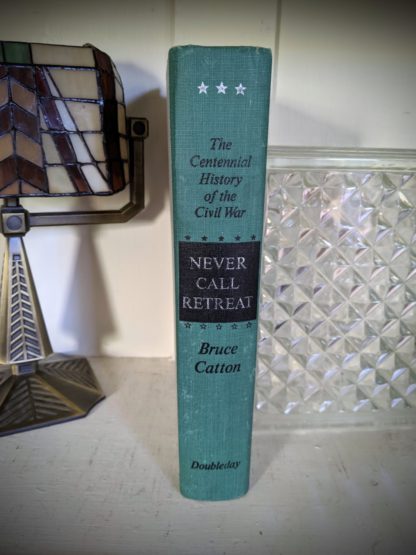 The
Centennial
History
of the
Civil War
NEVER
CALL
RETREAT
Bruce
Catton
Doubleday